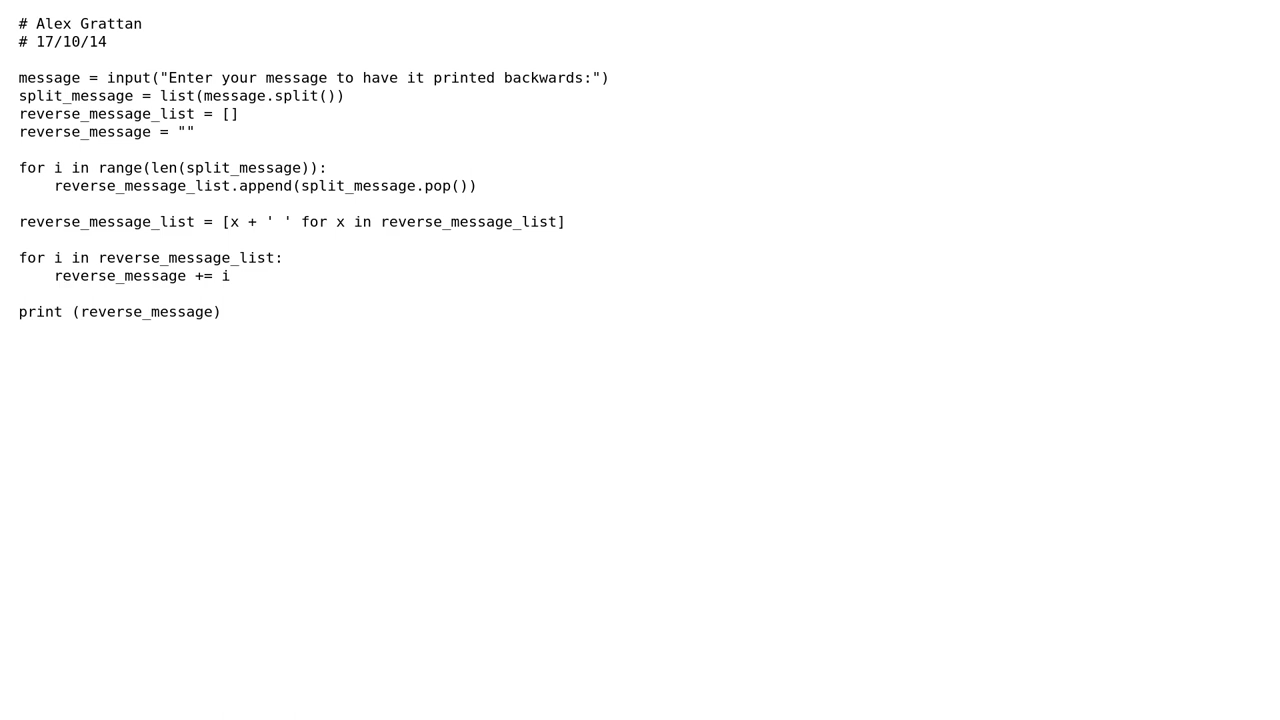 # Alex Grattan
# 17/10/14

message = input("Enter your message to have it printed backwards:")
split_message = list(message.split())
reverse_message_list = []
reverse_message = ""

for i in range(len(split_message)):
    reverse_message_list.append(split_message.pop())

reverse_message_list = [x + ' ' for x in reverse_message_list]

for i in reverse_message_list:
    reverse_message += i

print (reverse_message)